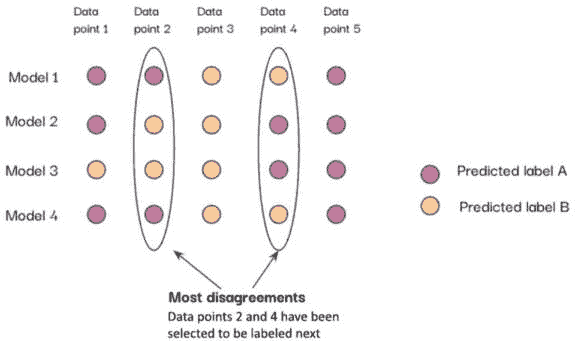 Data point 1
Data point 2
Data point 3
Data point 4
Data point 5
Model 1
Model 2
Model 3
Model 4
Predicted label A
Predicted label B
Most disagreements
Data points 2 and 4 have been
selected to be labeled next